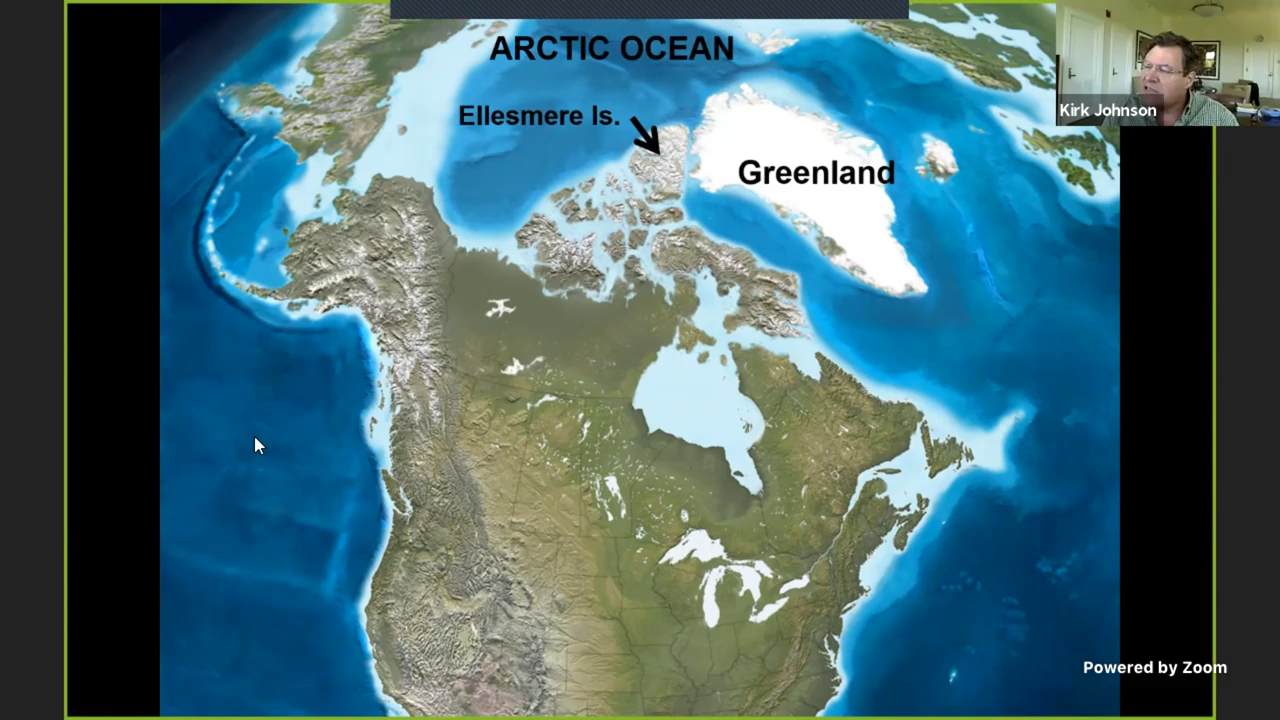 ARCTIC OCEAN
Ellesmere Is.
Greenland
Kirk Johnson
Powered by Zoom